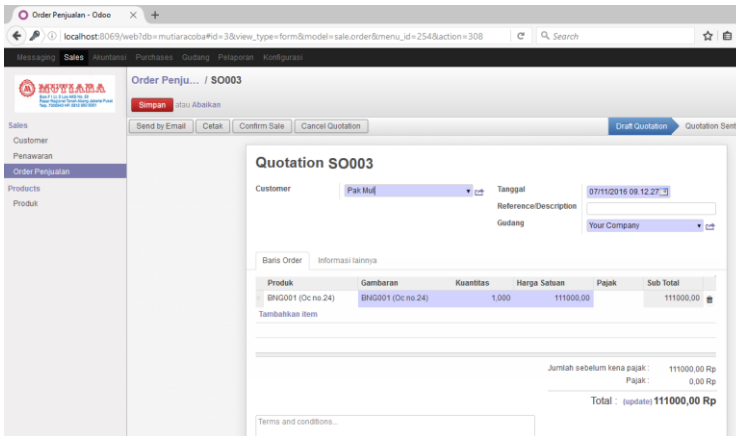 Order Penjualan - Odoo
localhost:8069/web?db=mutiaracoba#id=3&view_type=form&model=sale.order&menu_id=254&action=308
Search
Messaging Sales Akuntansi Purchases Gudang Pelaporan Konfigurasi
MUTIARA
Order Penju... / SO003
Simpan atau Abaikan
Sales
Customer
Penawaran
Order Penjualan
Products
Produk
Send by Email Cetak Confirm Sale Cancel Quotation Draft Quotation Quotation Sent
Quotation SO003
Customer Pak Mul Tanggal 07/11/2016 09.12.27
Reference/Description
Gudang Your Company
Baris Order Informasi lainnya
Produk Gambaran Kuantitas Harga Satuan Pajak Sub Total
BNG001 (Oc no.24) BNG001 (Oc no.24) 1,000 111000,00 111000,00
Tambahkan item
Jumlah sebelum kena pajak : 111000,00 Rp
Pajak : 0,00 Rp
Total : (update) 111000,00 Rp
Terms and conditions...